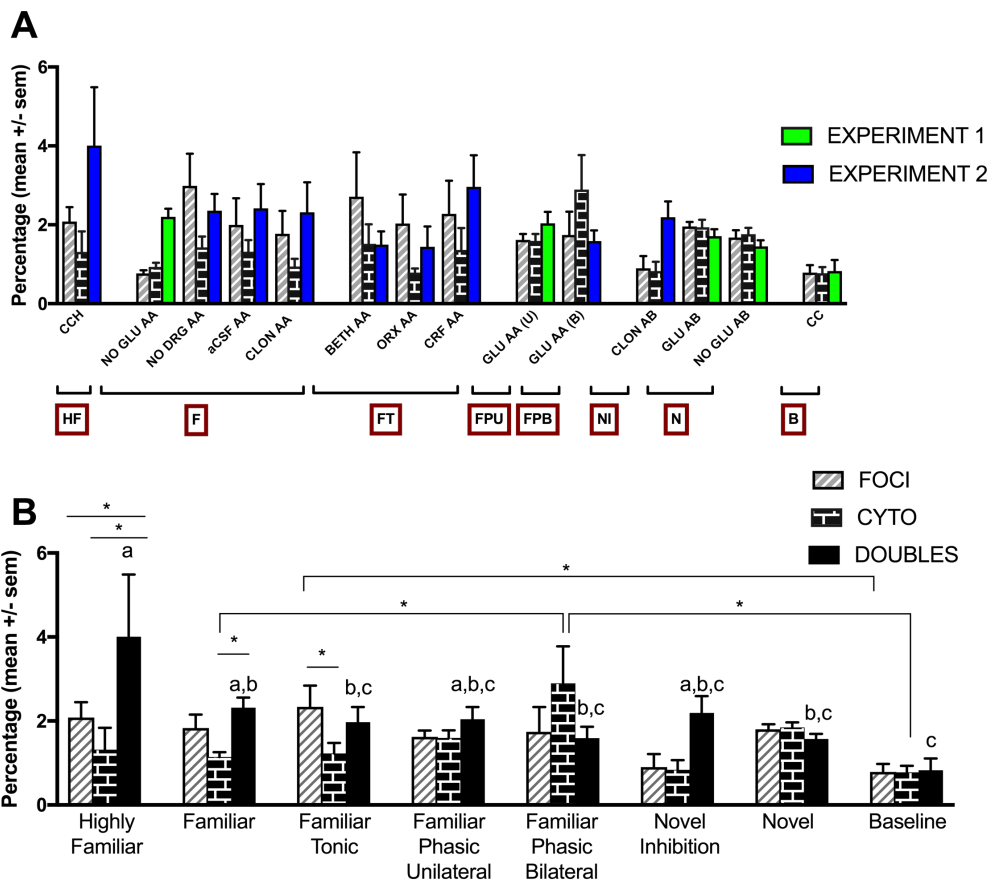 A
Percentage (mean +/- sem)
6
4
2
0
EXPERIMENT 1
EXPERIMENT 2
CCH
NO GLU AA
NO DRG AA
aCSF AA
CLON AA
BETH AA
ORX AA
CRF AA
GLU AA (U)
GLU AA (B)
CLON AB
GLU AB
NO GLU AB
CC
HF
F
FT
FPU
FPB
NI
N
B
FOCI
CYTO
DOUBLES
B
Percentage (mean +/- sem)
6
4
2
0
*
*
a
*
a,b
*
b,c
a,b,c
b,c
a,b,c
b,c
c
*
*
*
Highly
Familiar
Familiar
Familiar
Tonic
Familiar
Phasic
Unilateral
Familiar
Phasic
Bilateral
Novel
Inhibition
Novel
Baseline